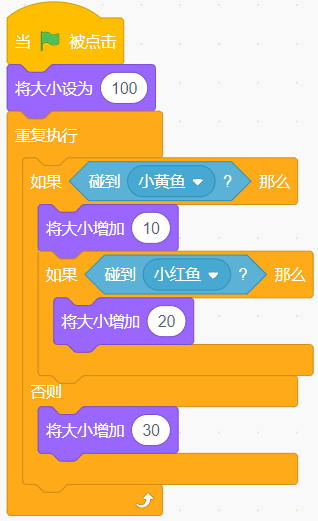 当 被点击
将大小设为 100
重复执行
如果 碰到 小黄鱼 ? 那么
将大小增加 10
如果 碰到 小红鱼 ? 那么
将大小增加 20
否则
将大小增加 30